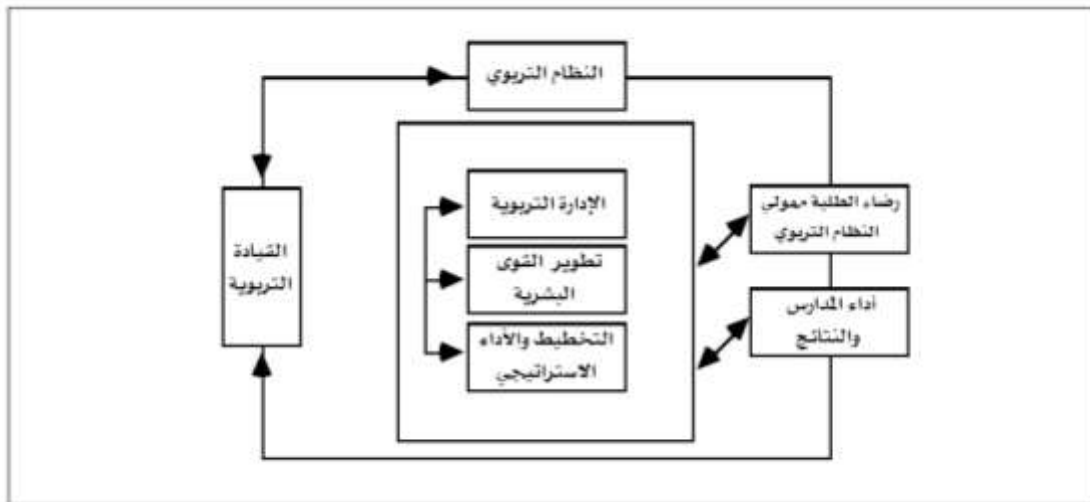 النظام التربوي
الإدارة التربوية
رضاء الطلبة ممولي
النظام التربوي
القيادة
التربوية
تطوير القوى
البشرية
أداء المدارس
والنتائج
التخطيط والأداء
الاستراتيجي